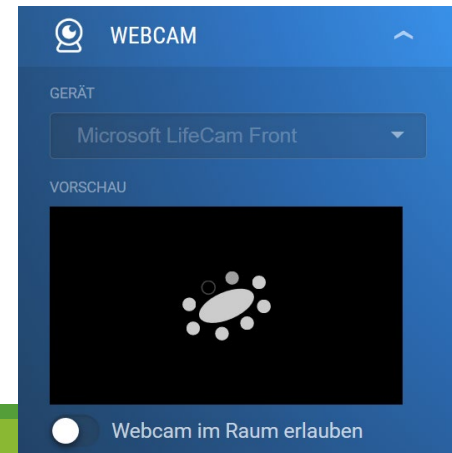 WEBCAM
GERÄT
Microsoft LifeCam Front
VORSCHAU
Webcam im Raum erlauben